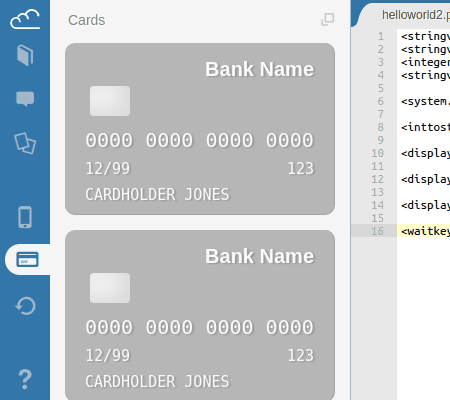 Cards
Bank Name
0000 0000 0000 0000
12/99 123
CARDHOLDER JONES
Bank Name
0000 0000 0000 0000
12/99 123
CARDHOLDER JONES
?
helloworld2.p
1 <stringv
2 <stringv
3 <integer
4 <stringv
5
6 <system.
7
8 <inttost
9
10 <display
11
12 <display
13
14 <display
15
16 <waitkey